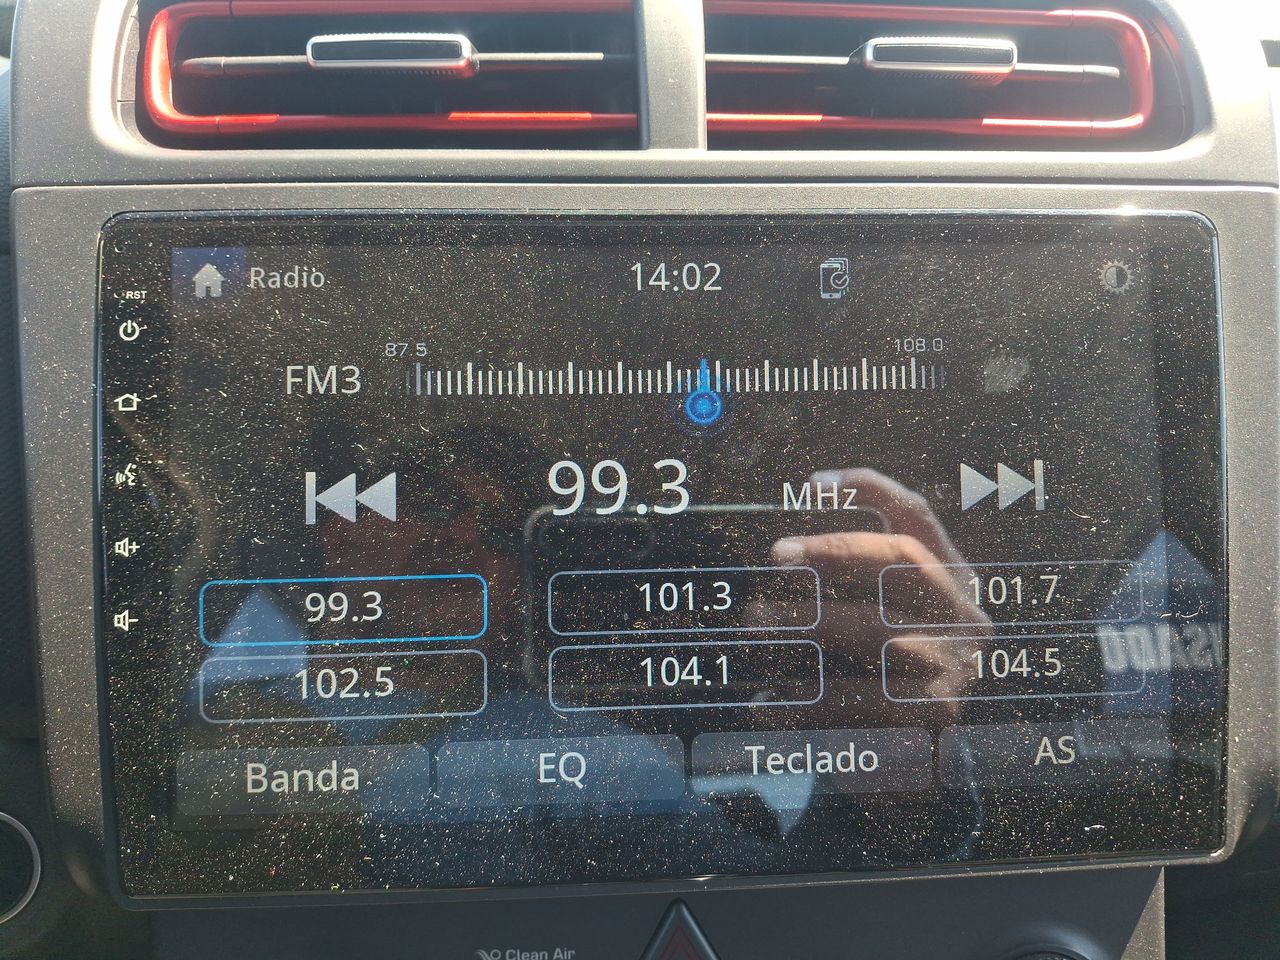 Radio 14:02
RST
87.5 108.0
FM3
99.3 MHz
99.3 101.3 101.7
102.5 104.1 104.5
Banda EQ Teclado AS
Clean Air